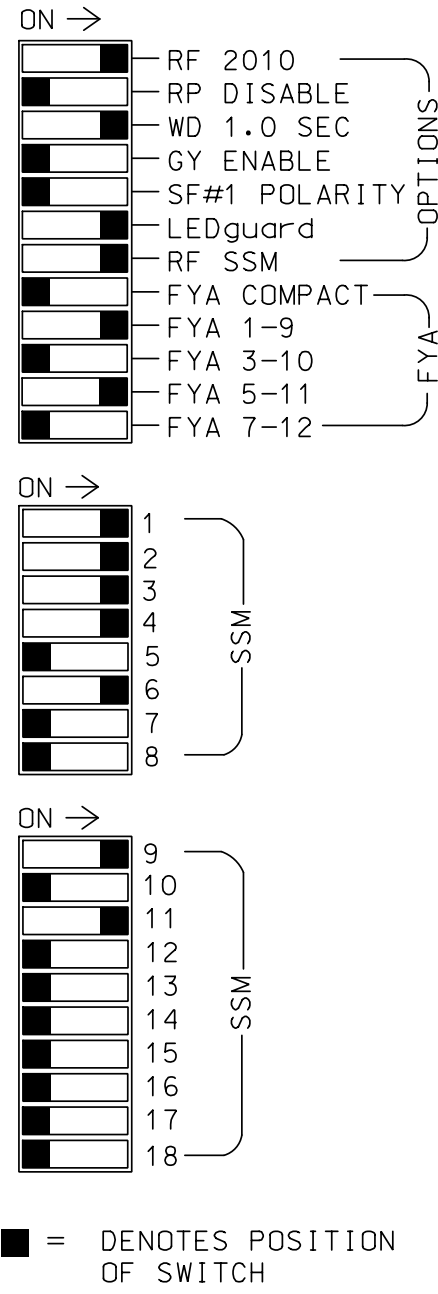 ON →
RF 2010
RP DISABLE
WD 1.0 SEC
GY ENABLE
SF#1 POLARITY
LEDguard
RF SSM
OPTIONS
FYA COMPACT
FYA 1-9
FYA 3-10
FYA 5-11
FYA 7-12
FYA
ON →
1
2
3
4
5
6
7
8
SSM
ON →
9
10
11
12
13
14
15
16
17
18
SSM
= DENOTES POSITION
OF SWITCH